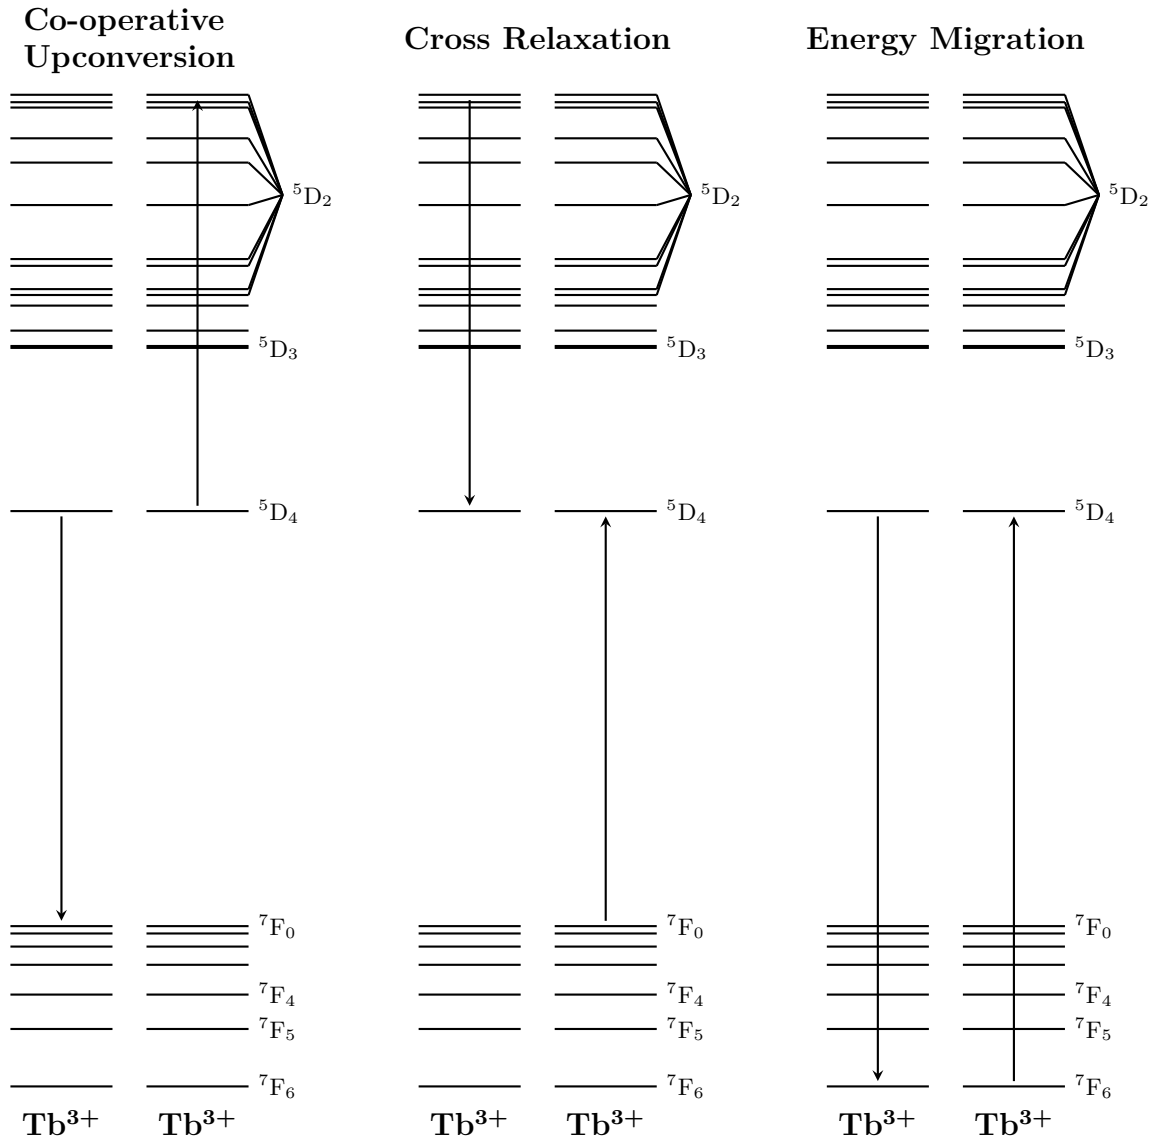 Co-operative
Upconversion
Cross Relaxation
Energy Migration
⁵D₂
⁵D₂
⁵D₂
⁵D₃
⁵D₃
⁵D₃
⁵D₄
⁵D₄
⁵D₄
⁷F₀
⁷F₀
⁷F₀
⁷F₄
⁷F₄
⁷F₄
⁷F₅
⁷F₅
⁷F₅
⁷F₆
⁷F₆
⁷F₆
Tb³⁺ Tb³⁺ Tb³⁺ Tb³⁺ Tb³⁺ Tb³⁺